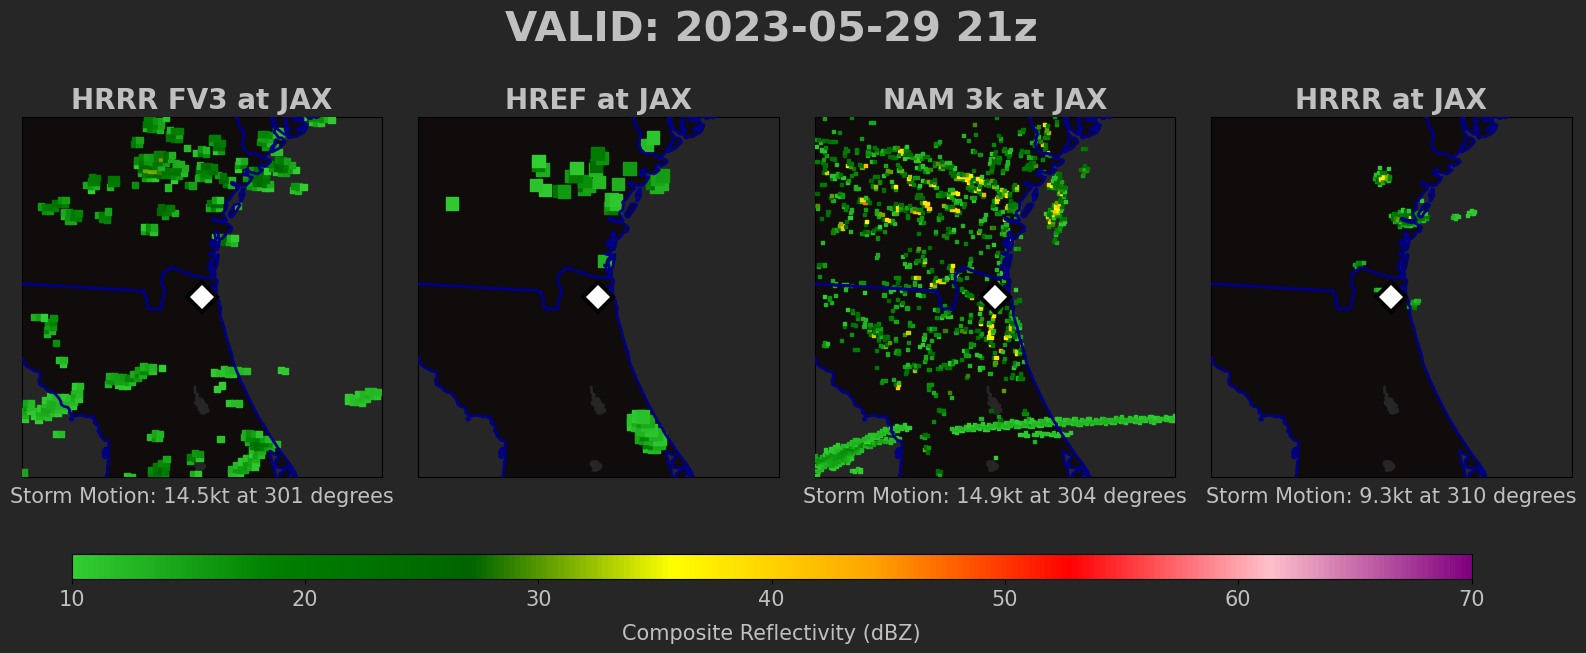 VALID: 2023-05-29 21z
HRRR FV3 at JAX
HREF at JAX
NAM 3k at JAX
HRRR at JAX
Storm Motion: 14.5kt at 301 degrees
Storm Motion: 14.9kt at 304 degrees
Storm Motion: 9.3kt at 310 degrees
10 20 30 40 50 60 70
Composite Reflectivity (dBZ)